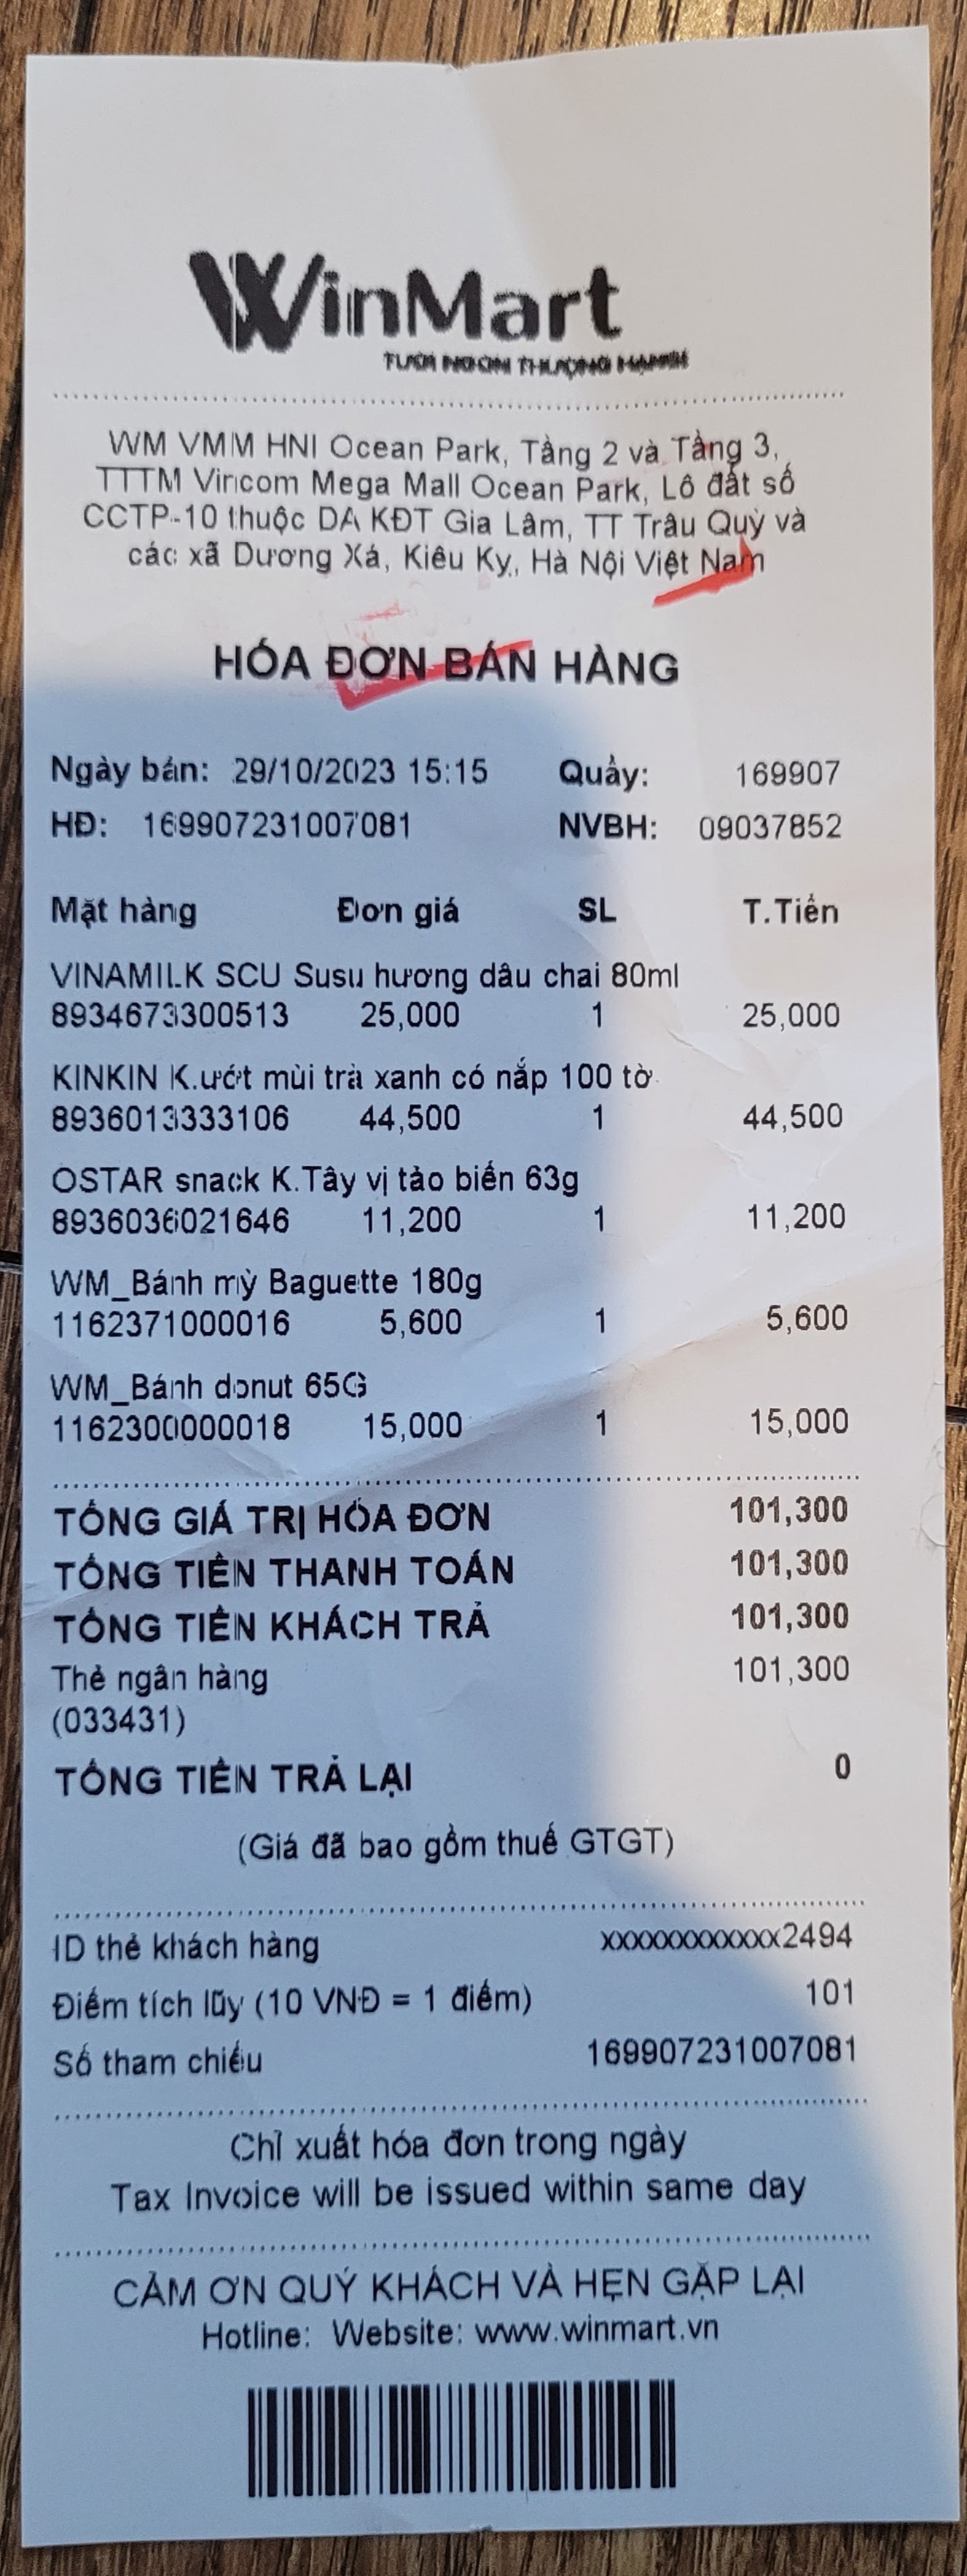 WinMart
TƯƠI NGON THƯỢNG HẠNG
WM VMM HNI Ocean Park, Tầng 2 và Tầng 3,
TTTM Vincom Mega Mall Ocean Park, Lô đất số
CCTP-10 thuộc DA KĐT Gia Lâm, TT Trâu Quỳ và
các xã Dương Xá, Kiêu Kỵ, Hà Nội Việt Nam
HÓA ĐƠN BÁN HÀNG
Ngày bán: 29/10/2023 15:15 Quầy: 169907
HĐ: 169907231007081 NVBH: 09037852
Mặt hàng Đơn giá SL T.Tiền
VINAMILK SCU Susu hương dâu chai 80ml
8934673300513 25,000 1 25,000
KINKIN K.ướt mùi trà xanh có nắp 100 tờ
8936013333106 44,500 1 44,500
OSTAR snack K.Tây vị tảo biển 63g
8936036021646 11,200 1 11,200
WM_Bánh mỳ Baguette 180g
1162371000016 5,600 1 5,600
WM_Bánh donut 65G
1162300000018 15,000 1 15,000
TỔNG GIÁ TRỊ HÓA ĐƠN 101,300
TỔNG TIỀN THANH TOÁN 101,300
TỔNG TIỀN KHÁCH TRẢ 101,300
Thẻ ngân hàng 101,300
(033431)
TỔNG TIỀN TRẢ LẠI 0
(Giá đã bao gồm thuế GTGT)
ID thẻ khách hàng xxxxxxxxxxxx2494
Điểm tích lũy (10 VNĐ = 1 điểm) 101
Số tham chiếu 169907231007081
Chỉ xuất hóa đơn trong ngày
Tax Invoice will be issued within same day
CẢM ƠN QUÝ KHÁCH VÀ HẸN GẶP LẠI
Hotline: Website: www.winmart.vn